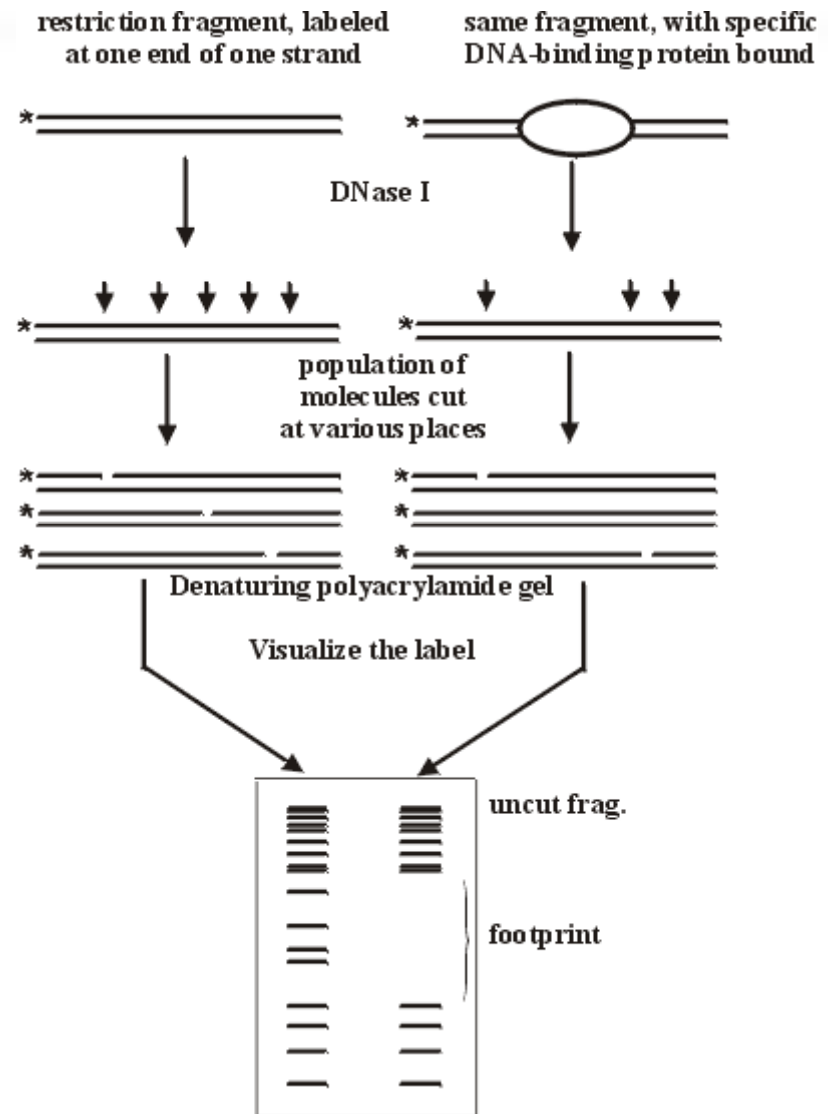 restriction fragment, labeled
at one end of one strand
same fragment, with specific
DNA-binding protein bound
*
*
DNase I
*
*
population of
molecules cut
at various places
*
*
*
*
*
*
Denaturing polyacrylamide gel
Visualize the label
uncut frag.
footprint